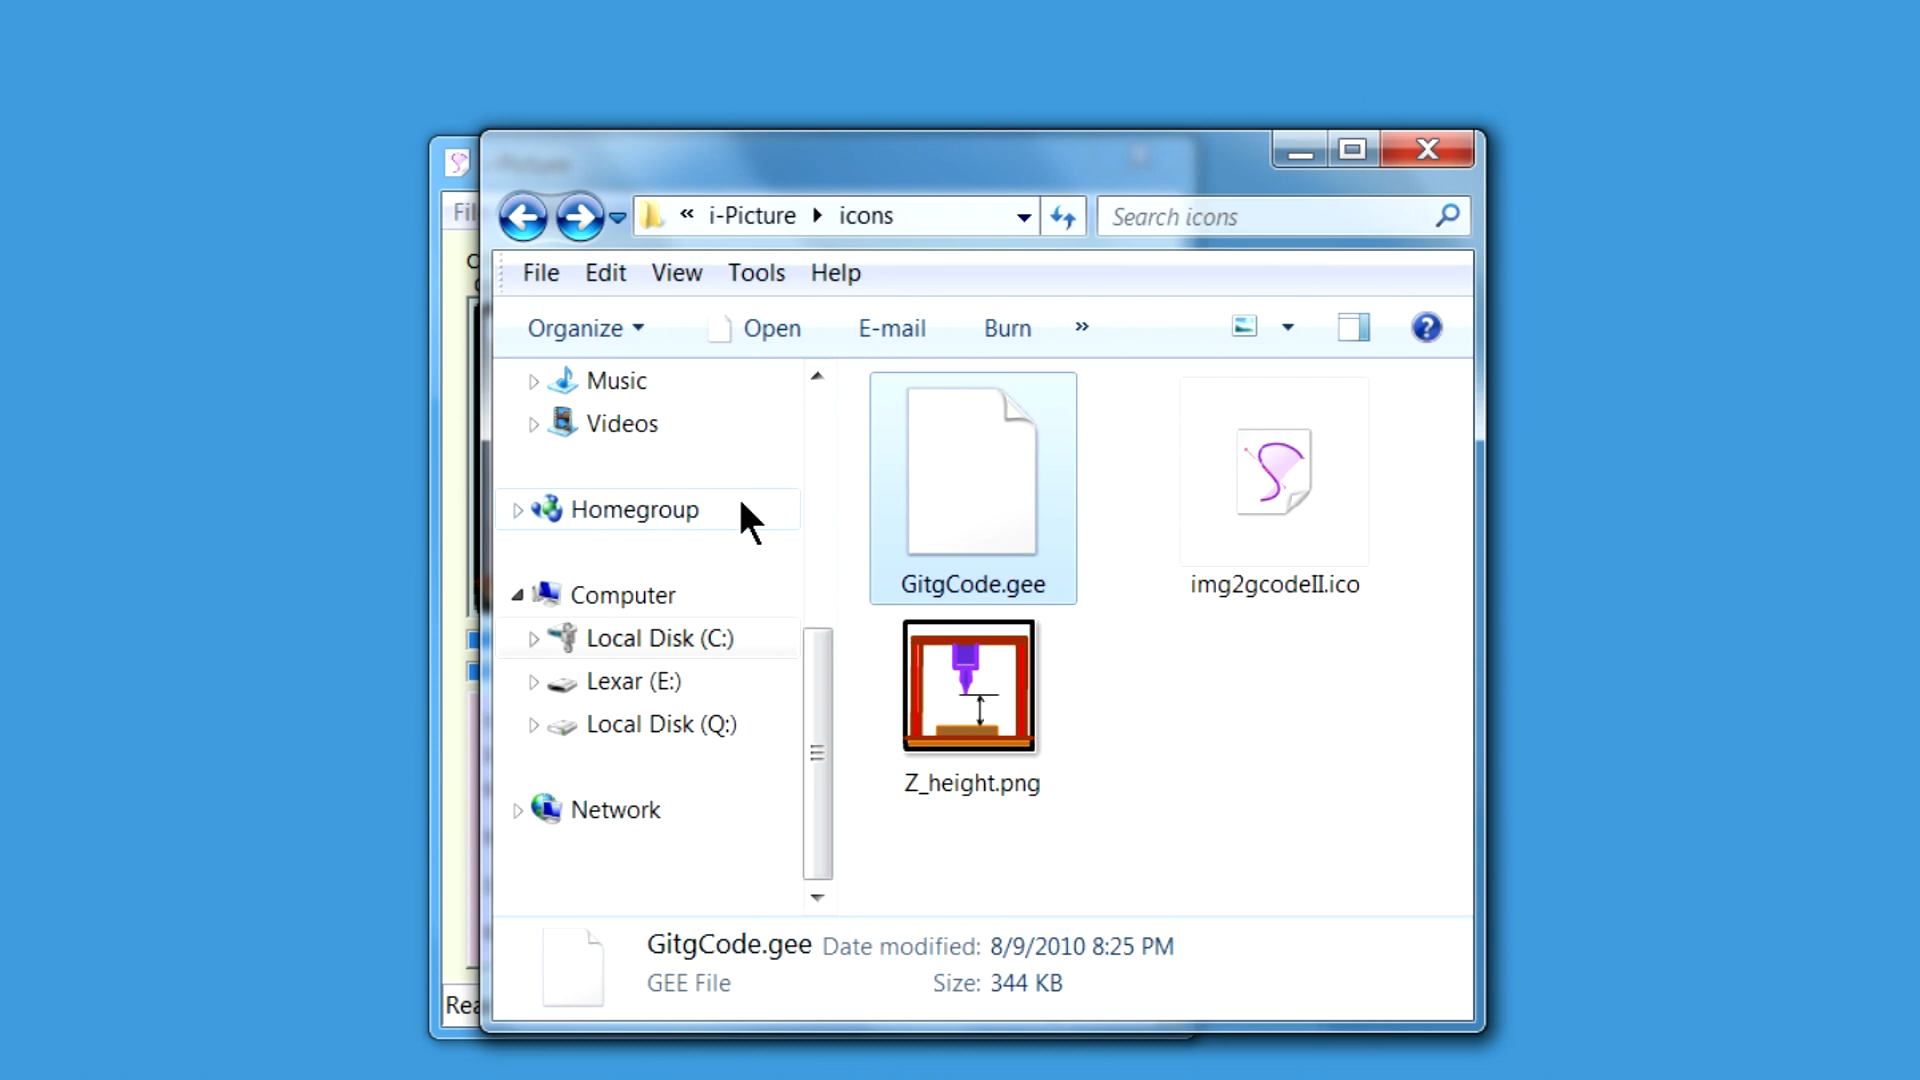 « i-Picture icons
Search icons
File Edit View Tools Help
Organize Open E-mail Burn »
Music
Videos
Homegroup
Computer
Local Disk (C:)
Lexar (E:)
Local Disk (Q:)
Network
GitgCode.gee
img2gcodeII.ico
Z_height.png
GitgCode.gee Date modified: 8/9/2010 8:25 PM
GEE File Size: 344 KB